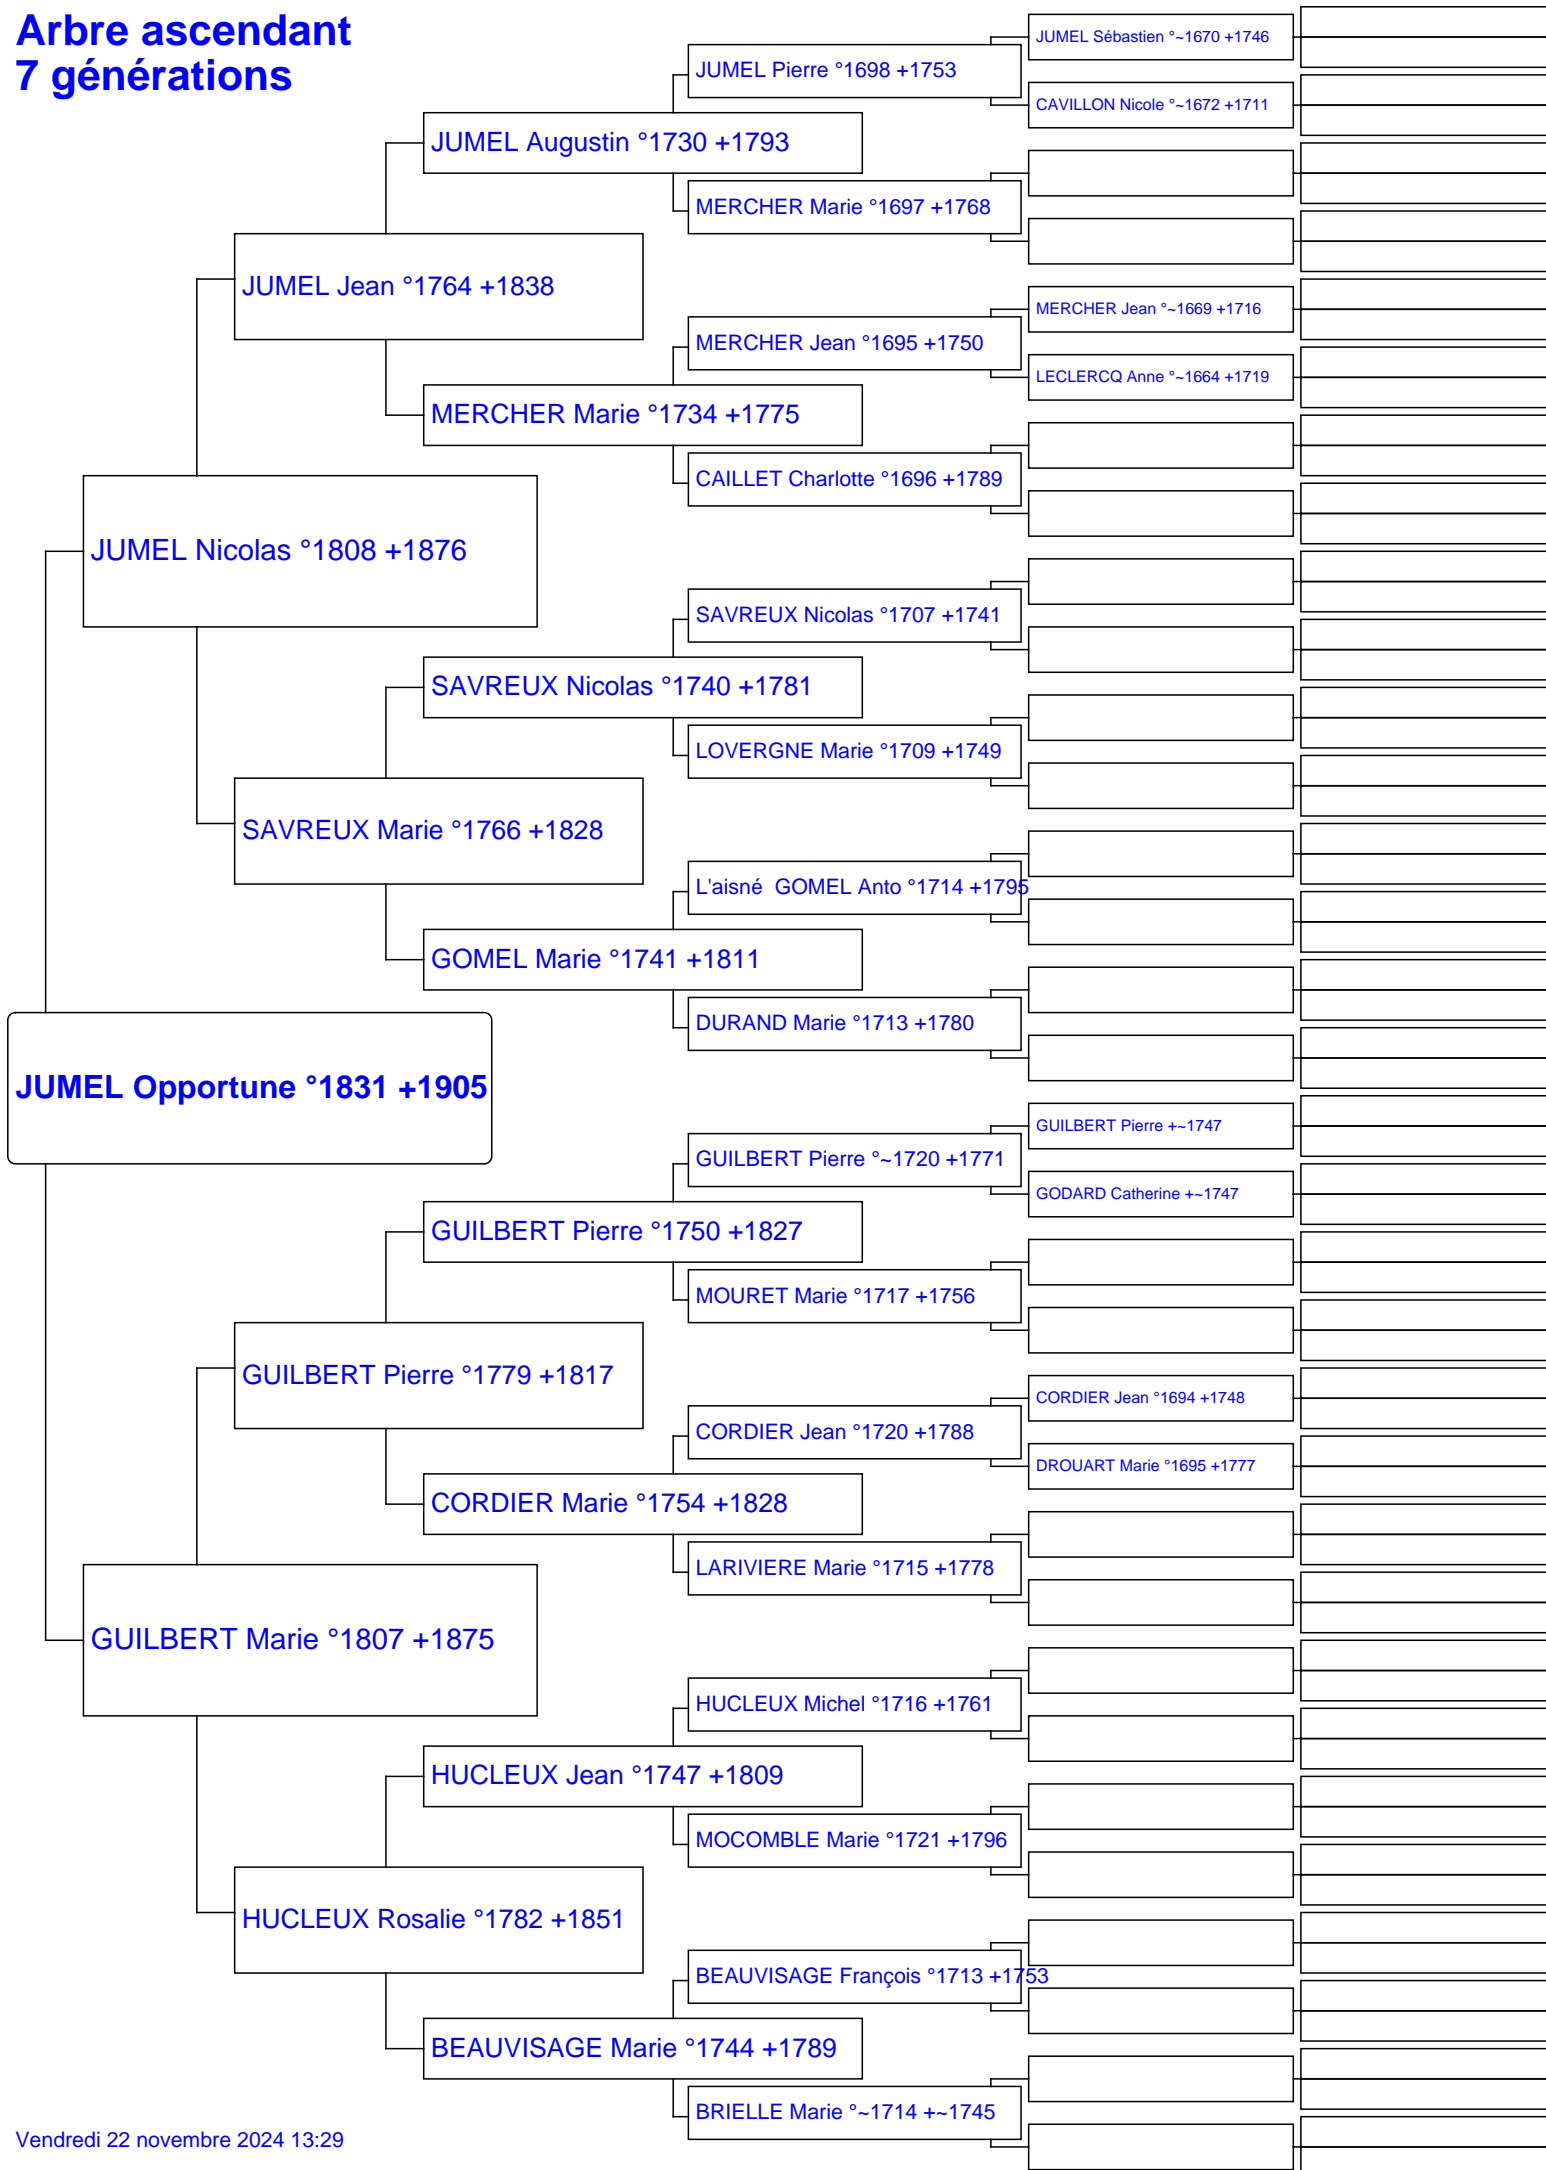 Arbre ascendant
7 générations
JUMEL Sébastien °~1670 +1746
JUMEL Pierre °1698 +1753
CAVILLON Nicole °~1672 +1711
JUMEL Augustin °1730 +1793
MERCHER Marie °1697 +1768
JUMEL Jean °1764 +1838
MERCHER Jean °~1669 +1716
MERCHER Jean °1695 +1750
LECLERCQ Anne °~1664 +1719
MERCHER Marie °1734 +1775
CAILLET Charlotte °1696 +1789
JUMEL Nicolas °1808 +1876
SAVREUX Nicolas °1707 +1741
SAVREUX Nicolas °1740 +1781
LOVERGNE Marie °1709 +1749
SAVREUX Marie °1766 +1828
L'aisné  GOMEL Anto °1714 +1795
GOMEL Marie °1741 +1811
DURAND Marie °1713 +1780
JUMEL Opportune °1831 +1905
GUILBERT Pierre +~1747
GUILBERT Pierre °~1720 +1771
GODARD Catherine +~1747
GUILBERT Pierre °1750 +1827
MOURET Marie °1717 +1756
GUILBERT Pierre °1779 +1817
CORDIER Jean °1694 +1748
CORDIER Jean °1720 +1788
DROUART Marie °1695 +1777
CORDIER Marie °1754 +1828
LARIVIERE Marie °1715 +1778
GUILBERT Marie °1807 +1875
HUCLEUX Michel °1716 +1761
HUCLEUX Jean °1747 +1809
MOCOMBLE Marie °1721 +1796
HUCLEUX Rosalie °1782 +1851
BEAUVISAGE François °1713 +1753
BEAUVISAGE Marie °1744 +1789
BRIELLE Marie °~1714 +~1745
Vendredi 22 novembre 2024 13:29